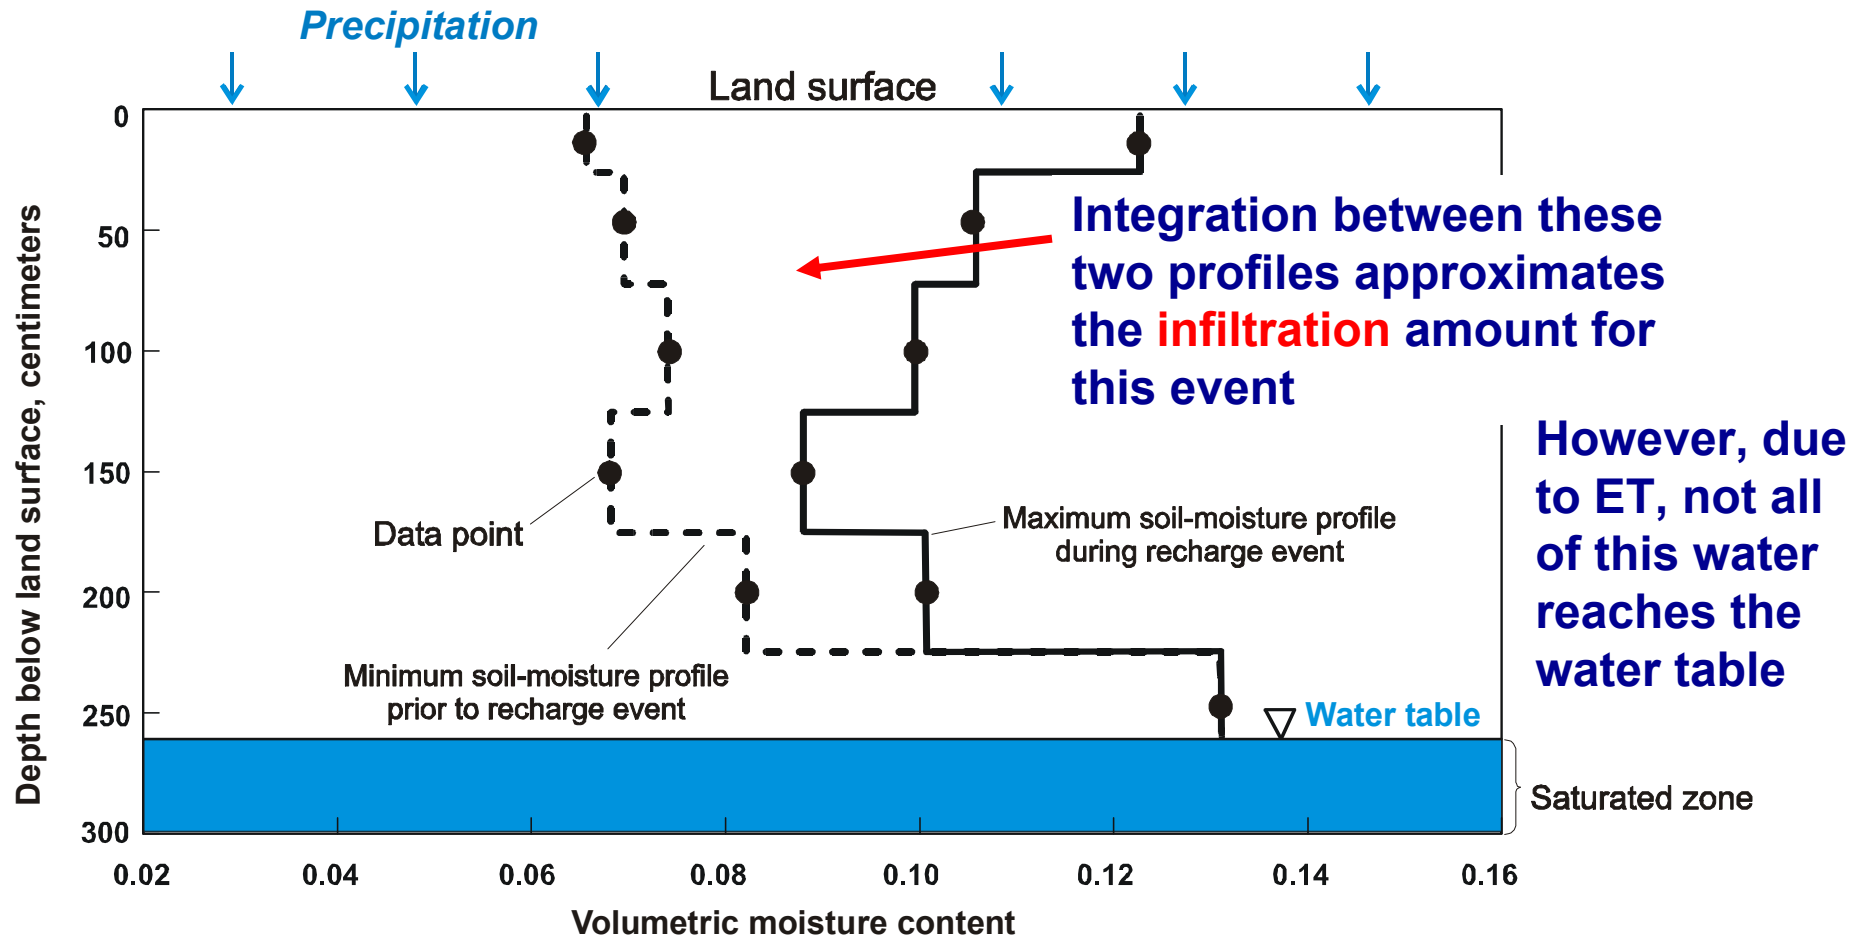 Precipitation
Land surface
0
50
100
150
200
250
300
Depth below land surface, centimeters
Integration between these
two profiles approximates
the infiltration amount for
this event
However, due
to ET, not all
of this water
reaches the
water table
Data point
Maximum soil-moisture profile
during recharge event
Minimum soil-moisture profile
prior to recharge event
Water table
Saturated zone
0.02
0.04
0.06
0.08
0.10
0.12
0.14
0.16
Volumetric moisture content